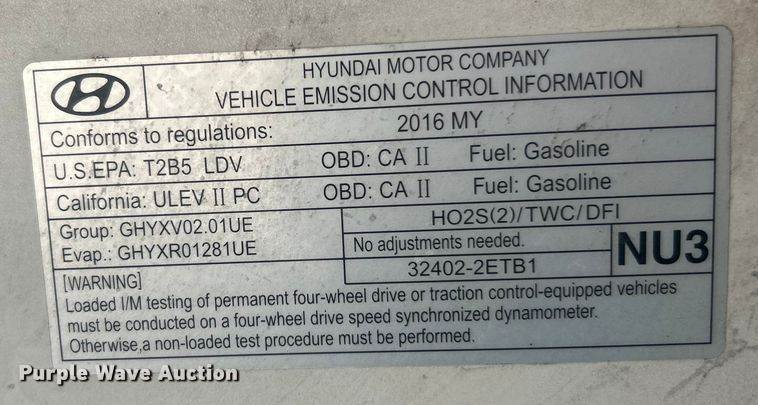 HYUNDAI MOTOR COMPANY
VEHICLE EMISSION CONTROL INFORMATION
Conforms to regulations: 2016 MY
U.S.EPA: T2B5 LDV OBD: CA II Fuel: Gasoline
California: ULEV II PC OBD: CA II Fuel: Gasoline
Group: GHYXV02.01UE
Evap.: GHYXR01281UE
HO2S(2)/TWC/DFI
No adjustments needed.
32402-2ETB1
NU3
[WARNING]
Loaded I/M testing of permanent four-wheel drive or traction control-equipped vehicles
must be conducted on a four-wheel drive speed synchronized dynamometer.
Otherwise,a non-loaded test procedure must be performed.
Purple Wave Auction